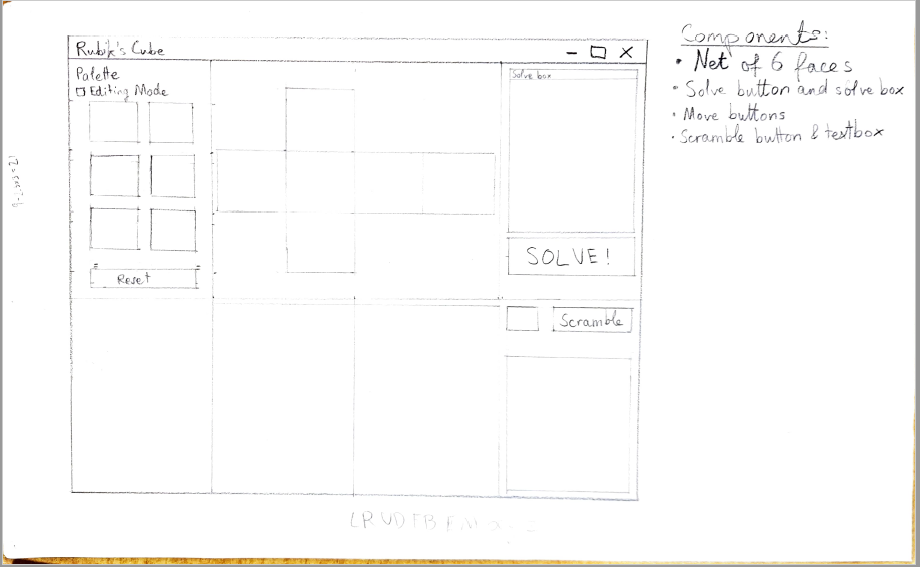 Rubik's Cube
Palette
Editing Mode
Reset
Solve box
SOLVE!
Scramble
Components:
• Net of 6 faces
• Solve button and solve box
• Move buttons
• Scramble button & textbox
LRUDFB